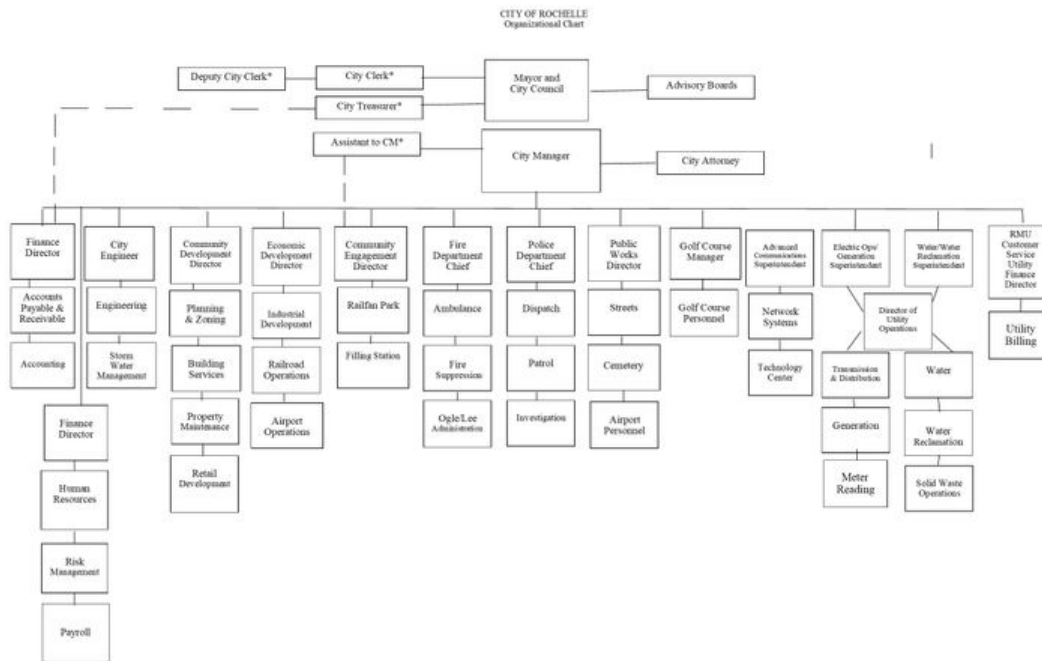 CITY OF ROCHELLE
Organizational Chart
Deputy City Clerk*
City Clerk*
Mayor and
City Council
Advisory Boards
City Treasurer*
Assistant to CM*
City Manager
City Attorney
Finance
Director
Accounts
Payable &
Receivable
Accounting
Finance
Director
Human
Resources
Risk
Management
Payroll
City
Engineer
Engineering
Storm
Water
Management
Community
Development
Director
Planning
& Zoning
Building
Services
Property
Maintenance
Retail
Development
Economic
Development
Director
Industrial
Development
Railroad
Operations
Airport
Operations
Community
Engagement
Director
Railfan Park
Filling Station
Fire
Department
Chief
Ambulance
Fire
Suppression
Ogle/Lee
Administration
Police
Department
Chief
Dispatch
Patrol
Investigation
Public
Works
Director
Streets
Cemetery
Airport
Personnel
Golf Course
Manager
Golf Course
Personnel
Advanced
Communications
Superintendent
Network
Systems
Technology
Center
Electric Ops/
Generation
Superintendent
Water/Water
Reclamation
Superintendent
Director of
Utility
Operations
Transmission
& Distribution
Generation
Meter
Reading
Water
Water
Reclamation
Solid Waste
Operations
RMU
Customer
Service
Utility
Finance
Director
Utility
Billing